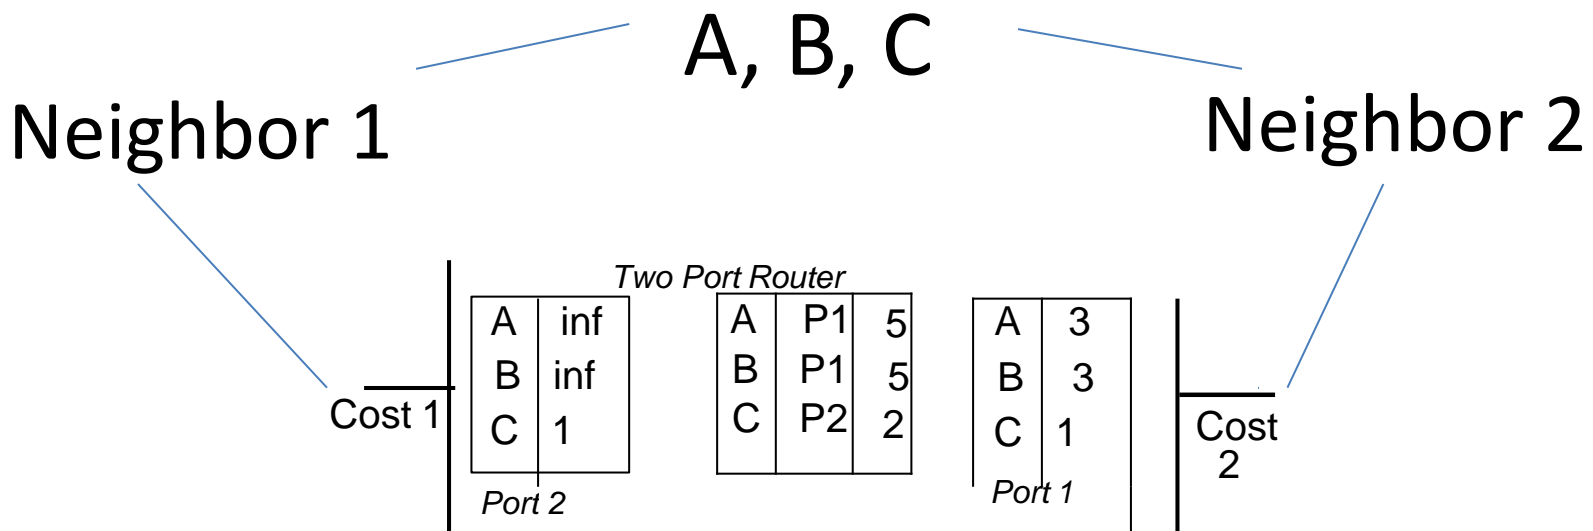 A, B, C
Neighbor 1
Neighbor 2
Two Port Router
A inf
B inf
C 1
Port 2
A P1 5
B P1 5
C P2 2
A 3
B 3
C 1
Port 1
Cost 1
Cost
2